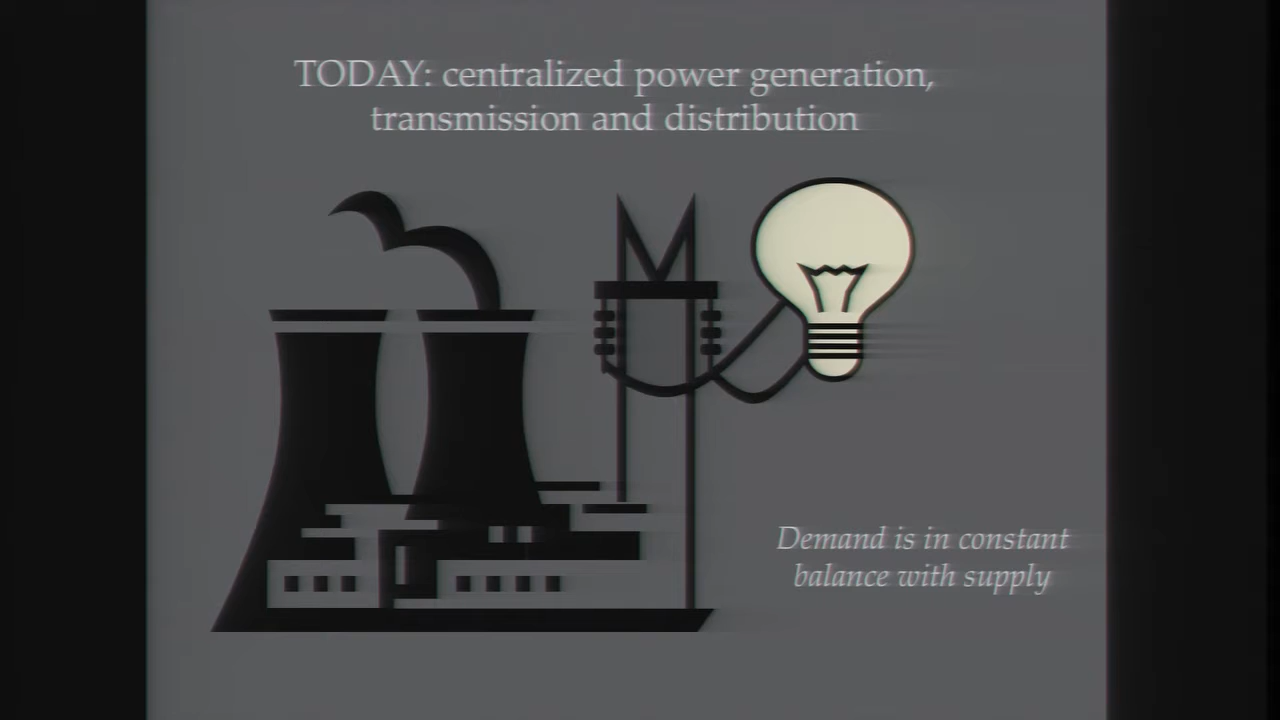 TODAY: centralized power generation,
transmission and distribution
Demand is in constant
balance with supply